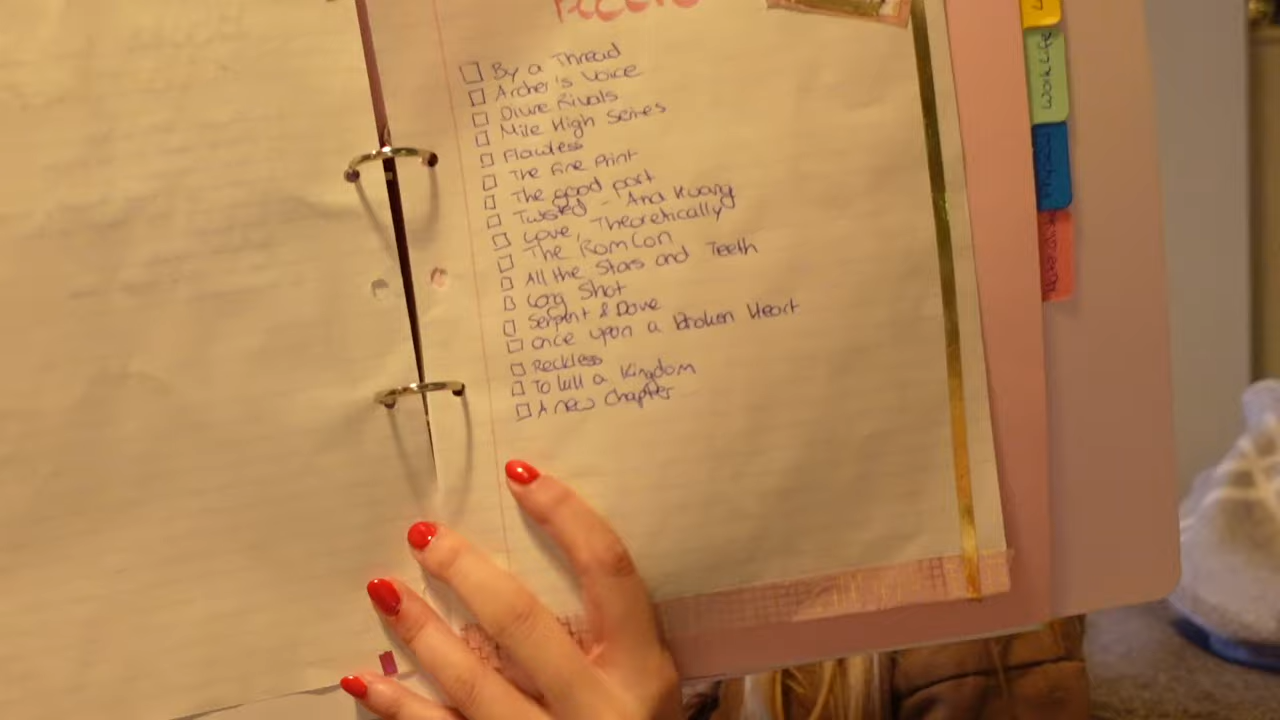 By a Thread
Archer's Voice
Divine Rivals
Mile High Series
Flawless
The Fine Print
The good part
Twisted - Ana Huang
Love, Theoretically
The RomCon
All the Stars and Teeth
Long Shot
Serpent & Dove
Once upon a Broken Heart
Reckless
To kill a Kingdom
A new Chapter
Work Life